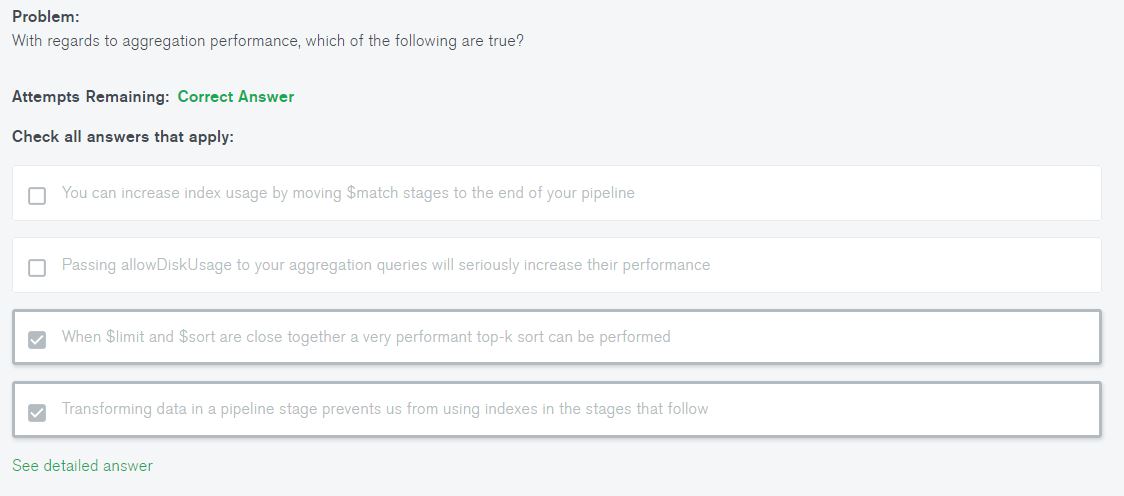 Problem:
With regards to aggregation performance, which of the following are true?
Attempts Remaining: Correct Answer
Check all answers that apply:
You can increase index usage by moving $match stages to the end of your pipeline
Passing allowDiskUsage to your aggregation queries will seriously increase their performance
When $limit and $sort are close together a very performant top-k sort can be performed
Transforming data in a pipeline stage prevents us from using indexes in the stages that follow
See detailed answer